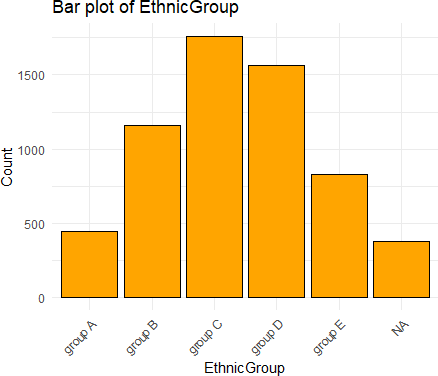 Bar plot of EthnicGroup
Count
1500
1000
500
0
group A
group B
group C
group D
group E
NA
EthnicGroup